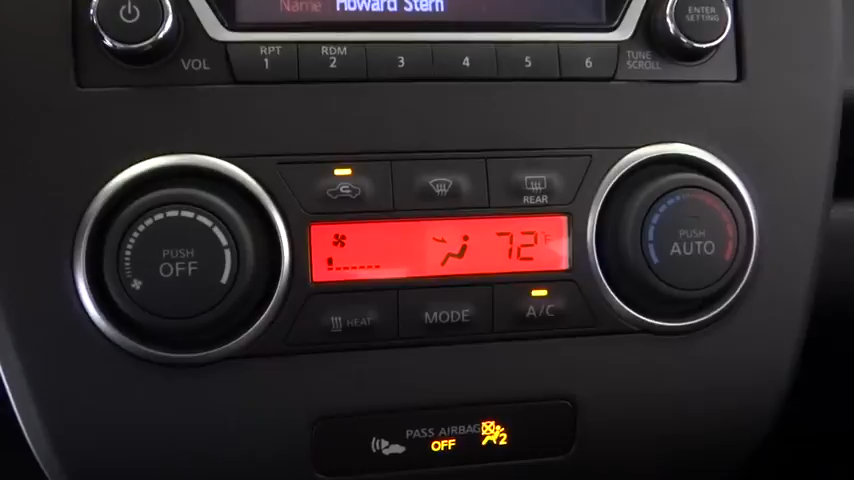 Name Howard Stern
ENTER
SETTING
VOL
RPT
1
RDM
2
3
4
5
6
TUNE
SCROLL
REAR
PUSH
OFF
72°F
PUSH
AUTO
HEAT
MODE
A/C
PASS AIRBAG
OFF
2